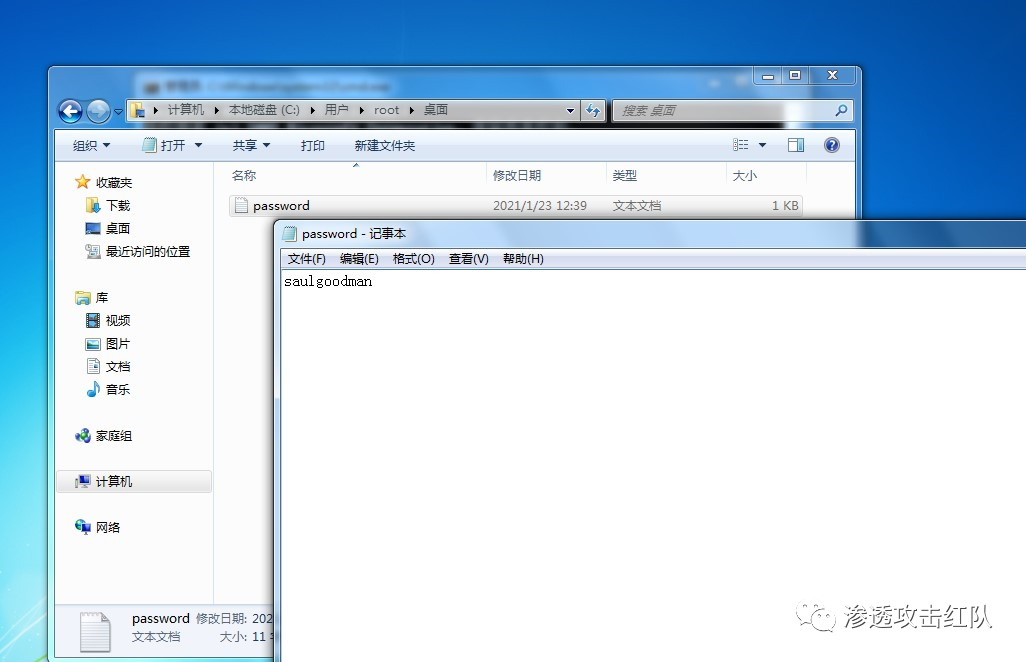 计算机 ▸ 本地磁盘 (C:) ▸ 用户 ▸ root ▸ 桌面
搜索 桌面
组织 打开 共享 打印 新建文件夹
名称 修改日期 类型 大小
收藏夹
下载
桌面
最近访问的位置
库
视频
图片
文档
音乐
家庭组
计算机
网络
password 2021/1/23 12:39 文本文档 1 KB
password - 记事本
文件(F) 编辑(E) 格式(O) 查看(V) 帮助(H)
saulgoodman
password 修改日期: 202
文本文档 大小: 11
渗透攻击红队